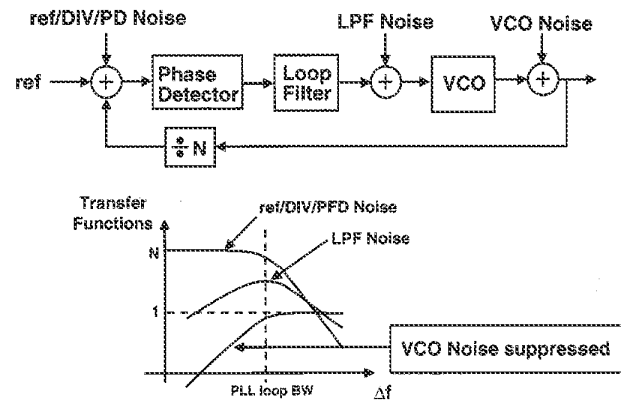 ref/DIV/PD Noise
LPF Noise
VCO Noise
ref
+
Phase
Detector
Loop
Filter
+
VCO
+
÷ N
Transfer
Functions
ref/DIV/PFD Noise
LPF Noise
N
1
VCO Noise suppressed
PLL loop BW
Δf